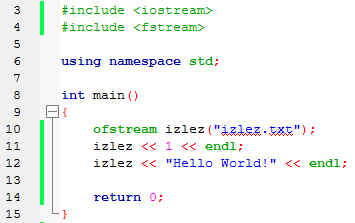 3 #include <iostream>
4 #include <fstream>
5
6 using namespace std;
7
8 int main()
9 {
10 ofstream izlez("izlez.txt");
11 izlez << 1 << endl;
12 izlez << "Hello World!" << endl;
13
14 return 0;
15 }